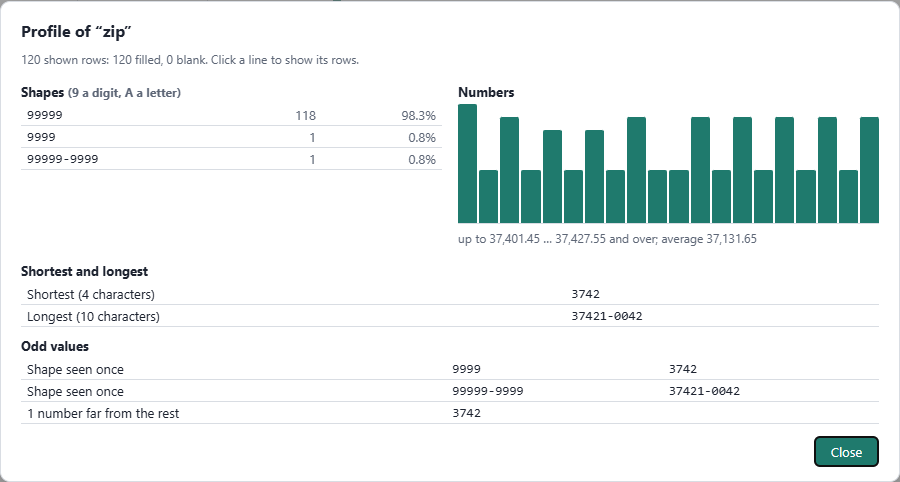 Profile of “zip”
120 shown rows: 120 filled, 0 blank. Click a line to show its rows.
Shapes (9 a digit, A a letter)
99999 118 98.3%
9999 1 0.8%
99999-9999 1 0.8%
Numbers
up to 37,401.45 ... 37,427.55 and over; average 37,131.65
Shortest and longest
Shortest (4 characters) 3742
Longest (10 characters) 37421-0042
Odd values
Shape seen once 9999 3742
Shape seen once 99999-9999 37421-0042
1 number far from the rest 3742
Close